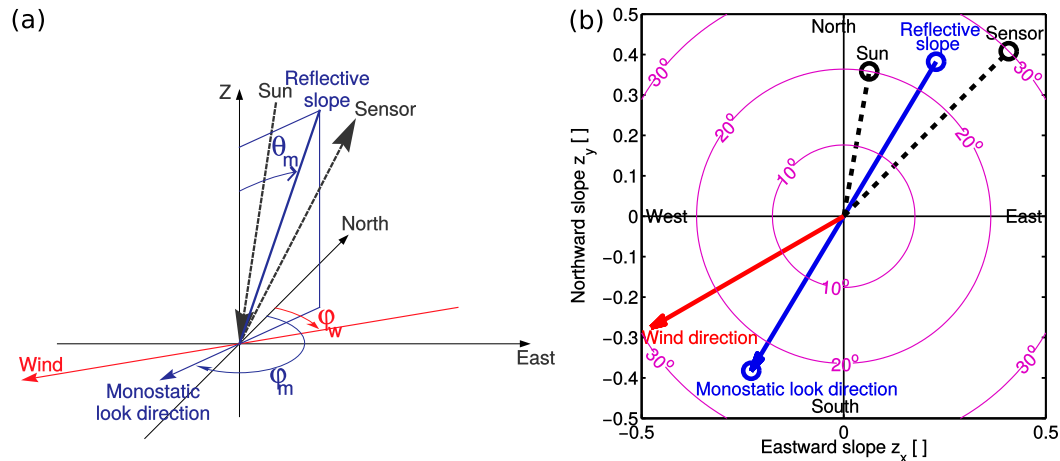 (a)
Z
Sun
Reflective
slope
Sensor
θm
North
φw
East
Wind
Monostatic
look direction
φm
(b)
0.5
0.4
0.3
0.2
0.1
0
-0.1
-0.2
-0.3
-0.4
-0.5
Northward slope z_y [ ]
North
Reflective
slope
Sensor
Sun
30°
30°
20°
20°
10°
West
East
10°
Wind direction
20°
30°
30°
Monostatic look direction
South
-0.5
0
0.5
Eastward slope z_x [ ]